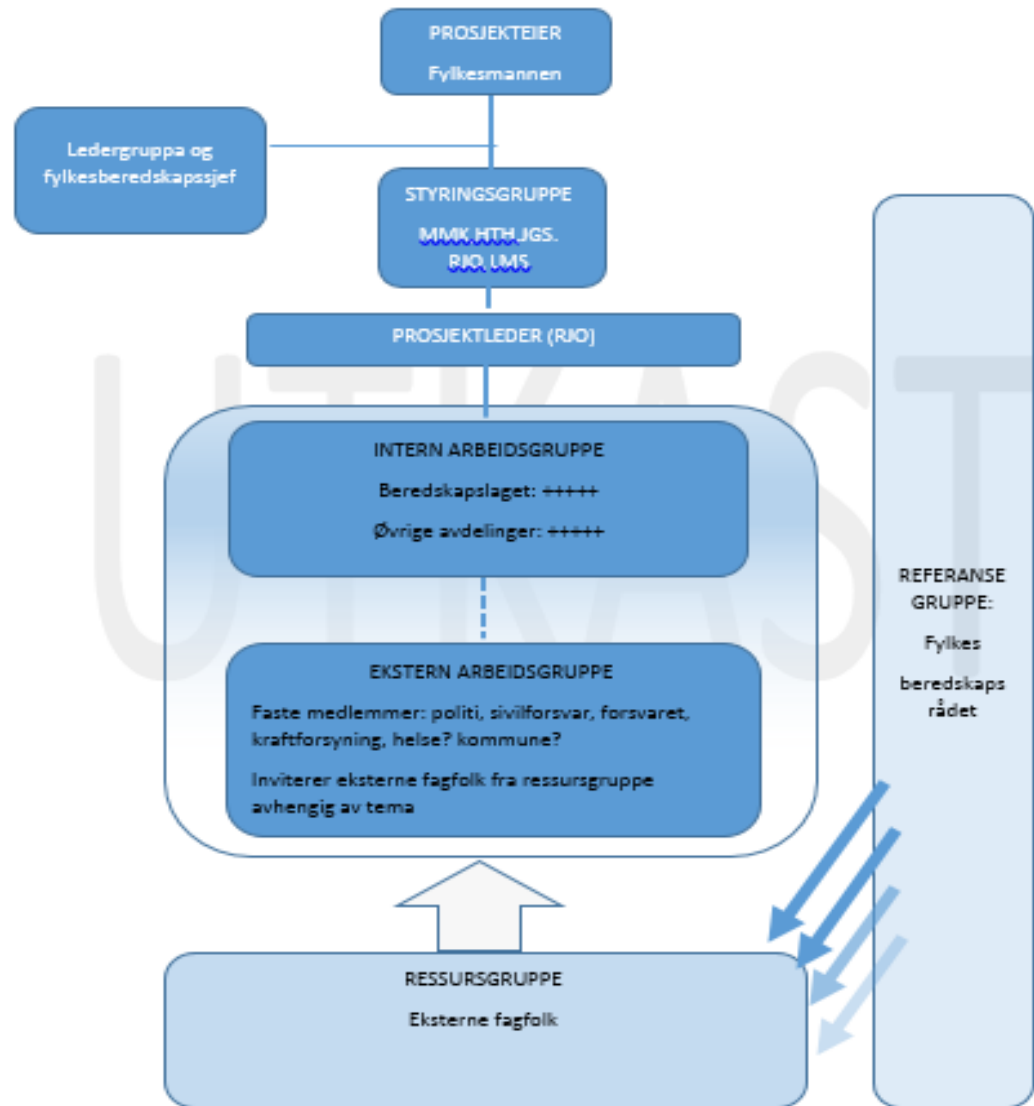 PROSJEKTEIER
Fylkesmannen
Ledergruppa og
fylkesberedskapssjef
STYRINGSGRUPPE
MMK,HTH,JGS,
RJO,LMS
PROSJEKTLEDER (RJO)
INTERN ARBEIDSGRUPPE
Beredskapslaget: +++++
Øvrige avdelinger: +++++
EKSTERN ARBEIDSGRUPPE
Faste medlemmer: politi, sivilforsvar, forsvaret,
kraftforsyning, helse? kommune?
Inviterer eksterne fagfolk fra ressursgruppe
avhengig av tema
REFERANSE
GRUPPE:
Fylkes
beredskaps
rådet
RESSURSGRUPPE
Eksterne fagfolk
UTKAST